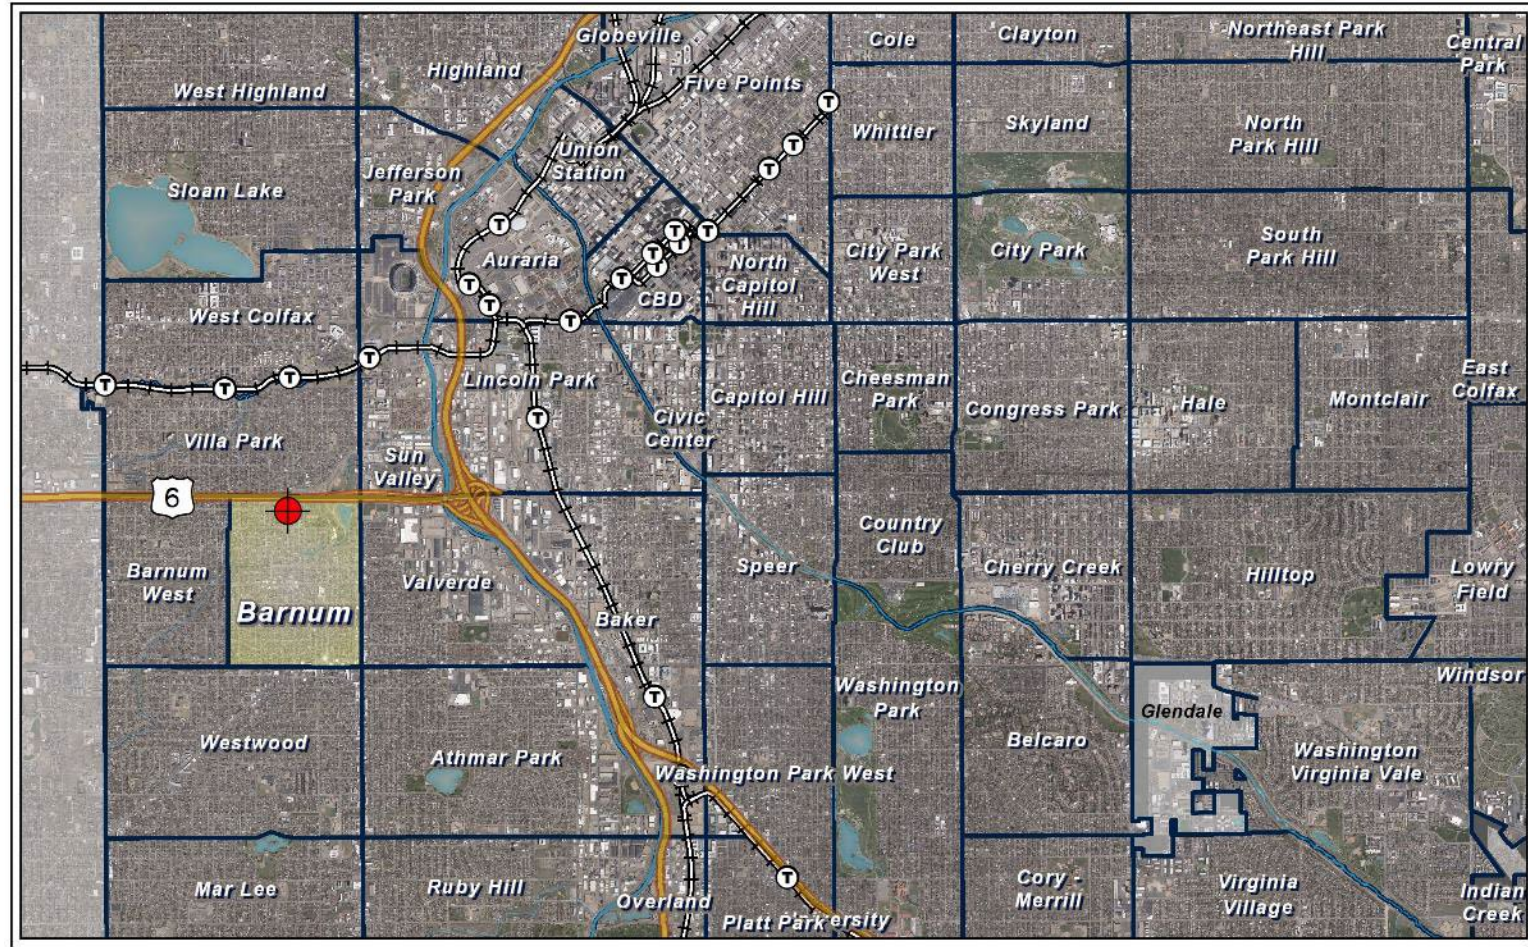 Globeville
Cole
Clayton
Northeast Park
Hill
Central
Park
Highland
Five Points
West Highland
Whittier
Skyland
North
Park Hill
T
T
T
Union
Station
Jefferson
Park
Sloan Lake
T
Auraria
T
T
T
T
T
T
T
North
Capitol
Hill
City Park
West
City Park
South
Park Hill
T
T
CBD
T
West Colfax
T
T
T
T
Lincoln Park
T
Civic
Center
Capitol Hill
Cheesman
Park
Congress Park
Hale
Montclair
East
Colfax
Villa Park
Sun
Valley
6
Country
Club
Barnum
West
Barnum
Valverde
Baker
Speer
Cherry Creek
Hilltop
Lowry
Field
T
Washington
Park
Glendale
Windsor
Westwood
Athmar Park
Washington Park West
Belcaro
Washington
Virginia Vale
Mar Lee
Ruby Hill
Overland
T
Platt Park
Cory -
Merrill
Virginia
Village
Indian
Creek